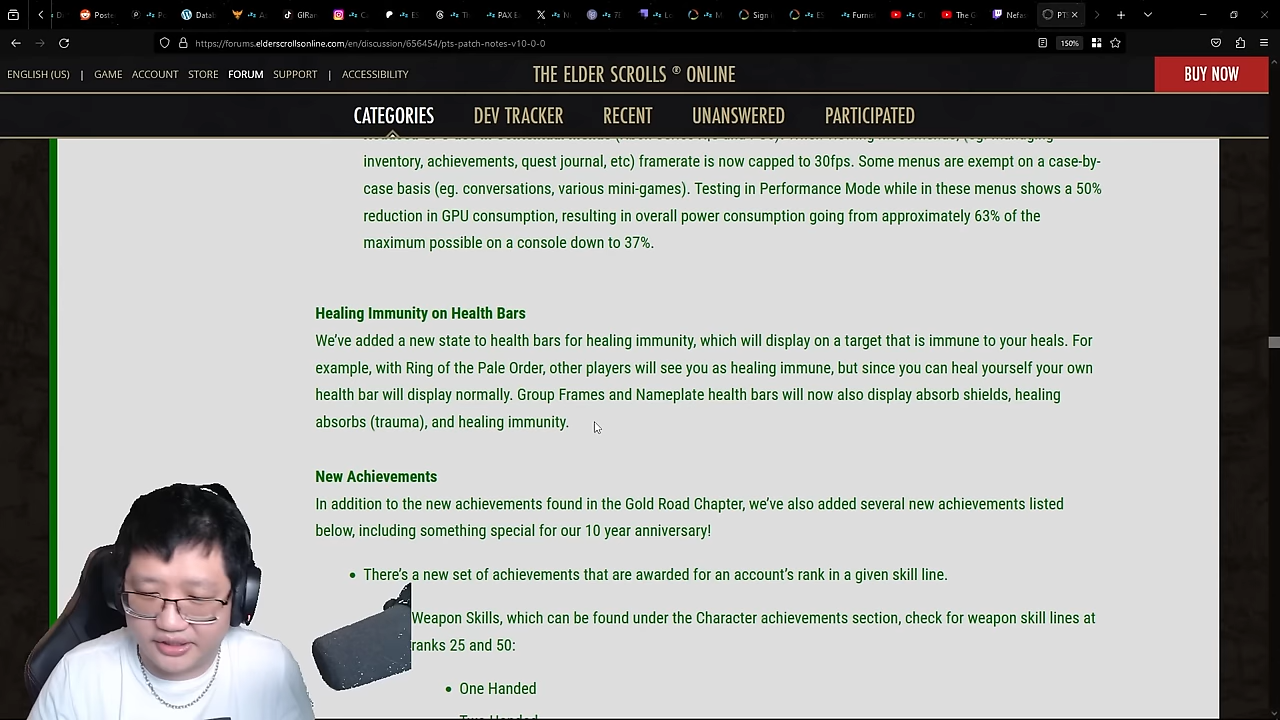 Poste
Datab
GIRan
PAX E
Sign i
Furnis
The G
Nefas
PTS
https://forums.elderscrollsonline.com/en/discussion/656454/pts-patch-notes-v10-0-0
150%
ENGLISH (US) | GAME ACCOUNT STORE FORUM SUPPORT | ACCESSIBILITY
THE ELDER SCROLLS ® ONLINE
BUY NOW
CATEGORIES DEV TRACKER RECENT UNANSWERED PARTICIPATED
inventory, achievements, quest journal, etc) framerate is now capped to 30fps. Some menus are exempt on a case-by-
case basis (eg. conversations, various mini-games). Testing in Performance Mode while in these menus shows a 50%
reduction in GPU consumption, resulting in overall power consumption going from approximately 63% of the
maximum possible on a console down to 37%.
Healing Immunity on Health Bars
We've added a new state to health bars for healing immunity, which will display on a target that is immune to your heals. For
example, with Ring of the Pale Order, other players will see you as healing immune, but since you can heal yourself your own
health bar will display normally. Group Frames and Nameplate health bars will now also display absorb shields, healing
absorbs (trauma), and healing immunity.
New Achievements
In addition to the new achievements found in the Gold Road Chapter, we've also added several new achievements listed
below, including something special for our 10 year anniversary!
• There's a new set of achievements that are awarded for an account's rank in a given skill line.
Weapon Skills, which can be found under the Character achievements section, check for weapon skill lines at
ranks 25 and 50:
• One Handed
Two Handed